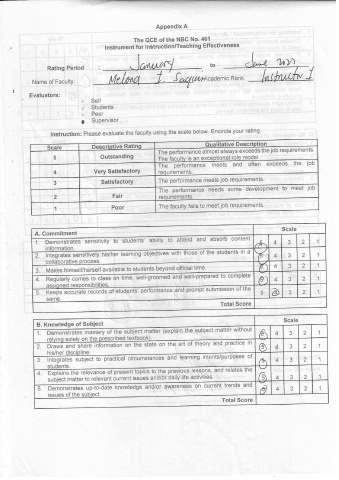 Appendix A
The QCE of the NBC No. 461
Instrument for Instruction/Teaching Effectiveness
Rating Period : January to June 2021
Name of Faculty: Academic Rank: Instructor 1
Evaluators:
Self
Students
Peer
Supervisor
Instruction: Please evaluate the faculty using the scale below. Encircle your rating.
Scale Descriptive Rating Qualitative Description
5 Outstanding The performance almost always exceeds the job requirements.
The faculty is an exceptional role model.
4 Very Satisfactory The performance meets and often exceeds the job
requirements.
3 Satisfactory The performance meets job requirements.
2 Fair The performance needs some development to meet job
requirements.
1 Poor The faculty fails to meet job requirements.
A. Commitment Scale
1. Demonstrates sensitivity to students' ability to attend and absorb content
information. 5 4 3 2 1
2. Integrates sensitively his/her learning objectives with those of the students in a
collaborative process. 5 4 3 2 1
3. Makes himself/herself available to students beyond official time. 5 4 3 2 1
4. Regularly comes to class on time, well-groomed and well-prepared to complete
assigned responsibilities. 5 4 3 2 1
5. Keeps accurate records of students' performance and prompt submission of the
same. 5 4 3 2 1
Total Score
B. Knowledge of Subject Scale
1. Demonstrates mastery of the subject matter (explain the subject matter without
relying solely on the prescribed textbook). 5 4 3 2 1
2. Draws and share information on the state on the art of theory and practice in
his/her discipline. 5 4 3 2 1
3. Integrates subject to practical circumstances and learning intents/purposes of
students. 5 4 3 2 1
4. Explains the relevance of present topics to the previous lessons, and relates the
subject matter to relevant current issues and/or daily life activities. 5 4 3 2 1
5. Demonstrates up-to-date knowledge and/or awareness on current trends and
issues of the subject. 5 4 3 2 1
Total Score